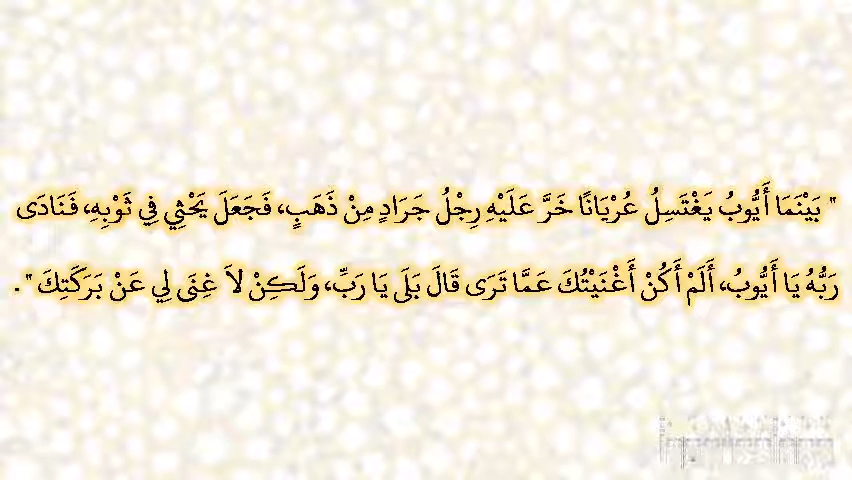 " بَيْنَمَا أَيُّوبُ يَغْتَسِلُ عُرْيَانًا خَرَّ عَلَيْهِ رِجْلُ جَرَادٍ مِنْ ذَهَبٍ، فَجَعَلَ يَحْثِي فِي ثَوْبِهِ، فَنَادَى
رَبُّهُ يَا أَيُّوبُ، أَلَمْ أَكُنْ أَغْنَيْتُكَ عَمَّا تَرَى قَالَ بَلَى يَا رَبِّ، وَلَكِنْ لاَ غِنَى لِي عَنْ بَرَكَتِكَ ".